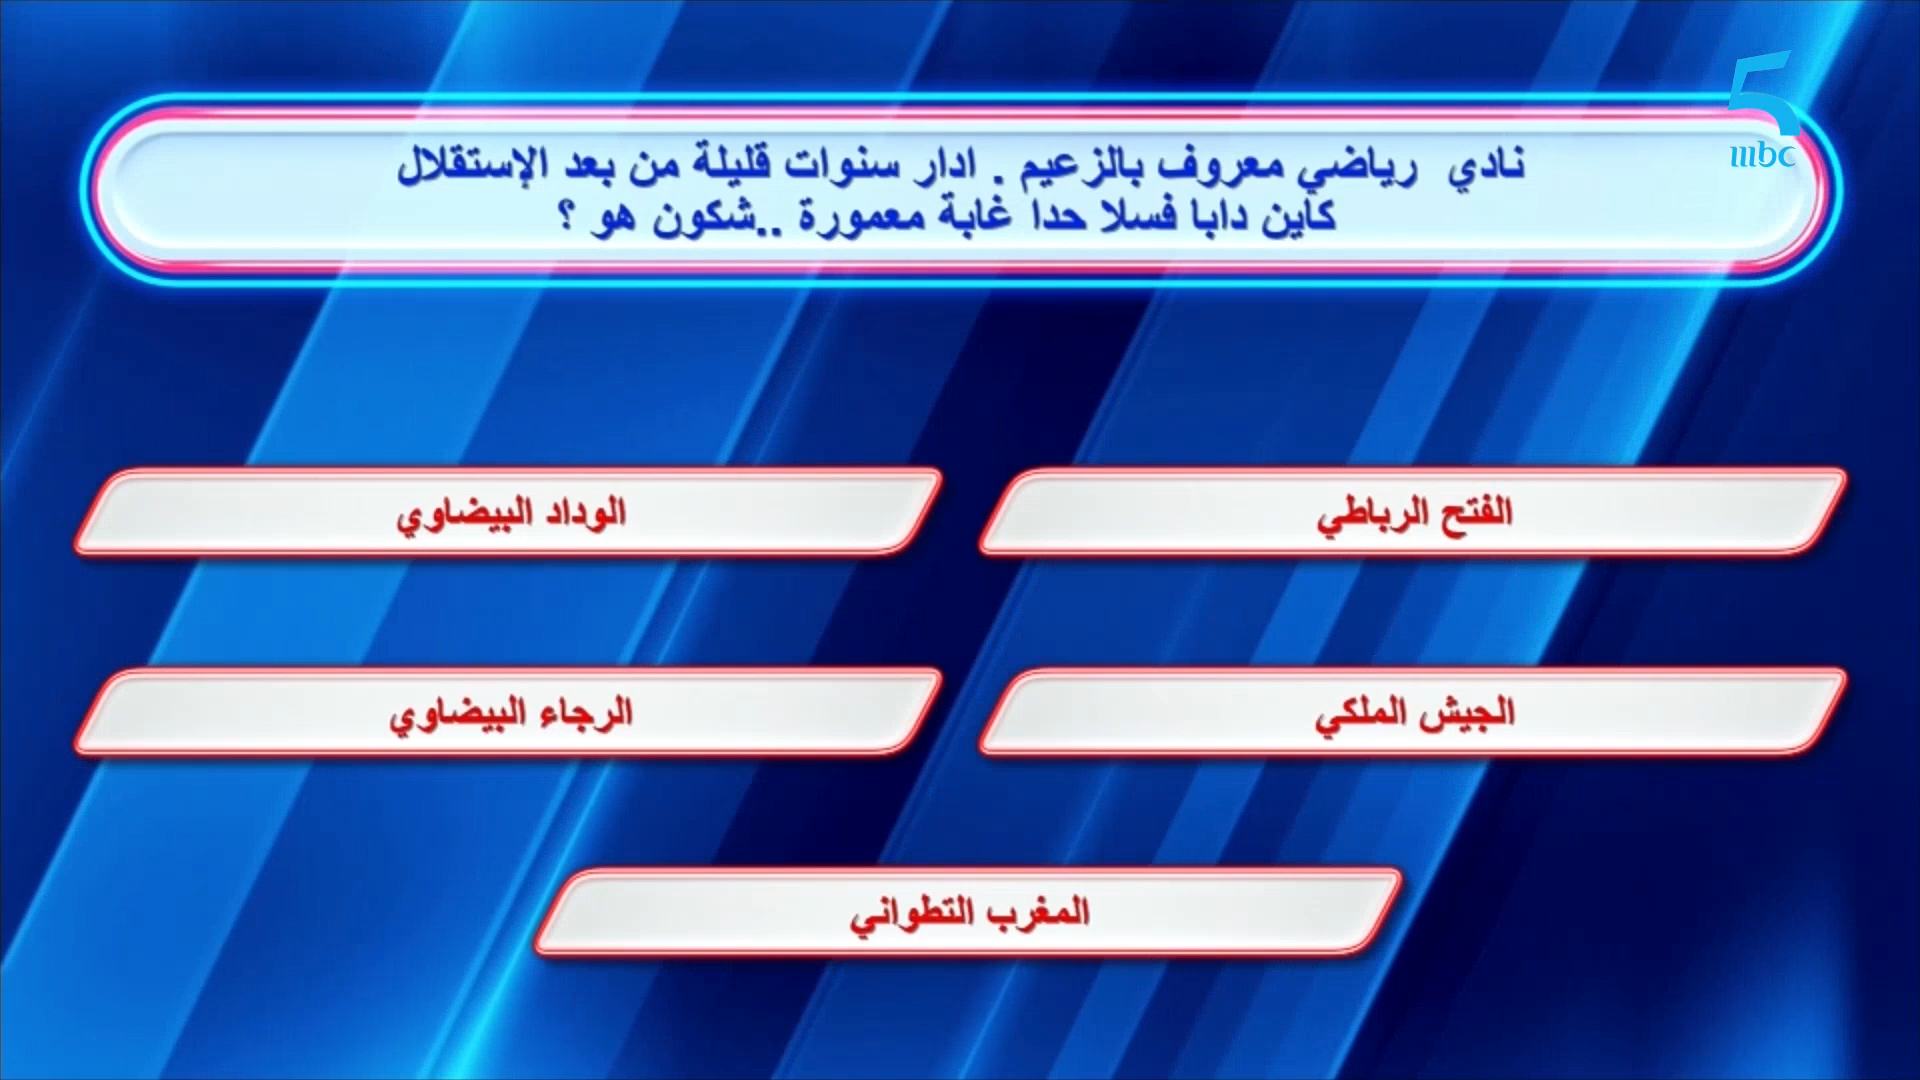 5
mbc
نادي رياضي معروف بالزعيم . ادار سنوات قليلة من بعد الإستقلال
كاين دابا فسلا حدا غابة معمورة ..شكون هو ؟
الفتح الرباطي
الوداد البيضاوي
الجيش الملكي
الرجاء البيضاوي
المغرب التطواني